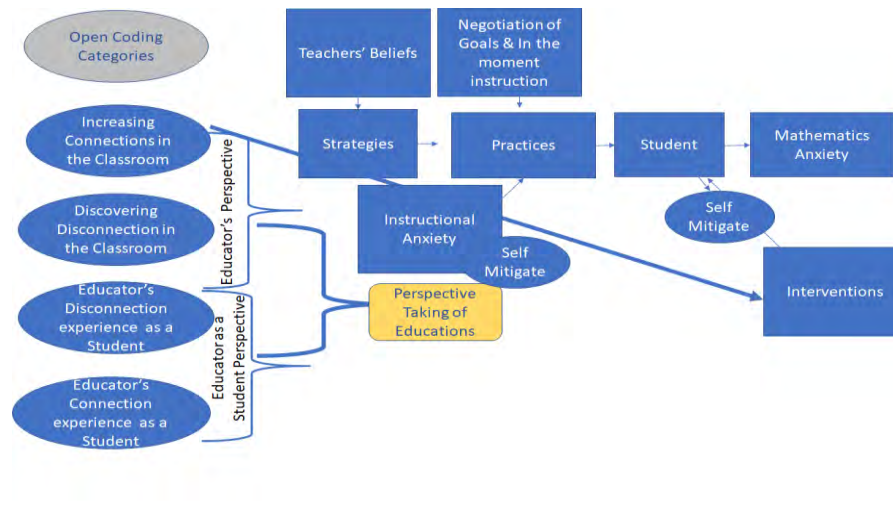 Open Coding
Categories
Teachers' Beliefs
Negotiation of
Goals & In the
moment
instruction
Increasing
Connections in
the Classroom
Strategies
Practices
Student
Mathematics
Anxiety
Discovering
Disconnection in
the Classroom
Educator's Perspective
Instructional
Anxiety
Self
Mitigate
Self
Mitigate
Educator's
Disconnection
experience as a
Student
Perspective
Taking of
Educations
Interventions
Educator as a
Student Perspective
Educator's
Connection
experience as a
Student